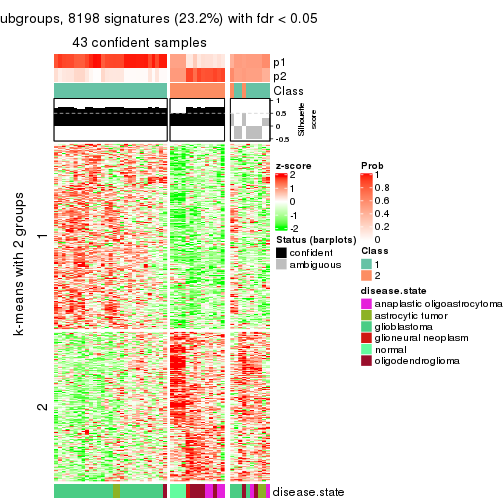 ubgroups, 8198 signatures (23.2%) with fdr < 0.05
43 confident samples
p1
p2
Class
1
0.5
0
-0.5
Silhouette
score
k-means with 2 groups
1
2
disease.state
z-score
2
1
0
-1
-2
Status (barplots)
confident
ambiguous
Prob
1
0.8
0.6
0.4
0.2
0
Class
1
2
disease.state
anaplastic oligoastrocytoma
astrocytic tumor
glioblastoma
glioneural neoplasm
normal
oligodendroglioma